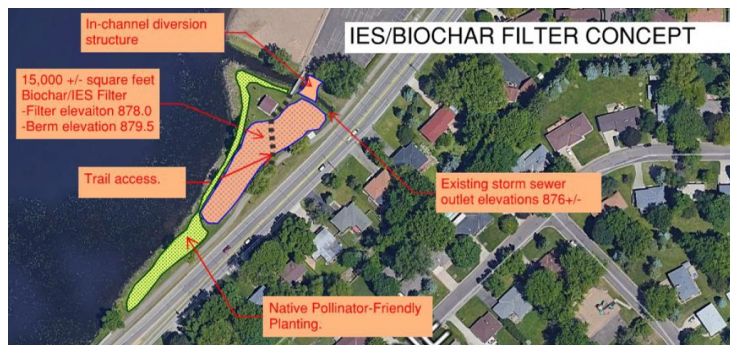 In-channel diversion
structure
IES/BIOCHAR FILTER CONCEPT
15,000 +/- square feet
Biochar/IES Filter
-Filter elevaiton 878.0
-Berm elevation 879.5
Trail access.
Existing storm sewer
outlet elevations 876+/-
Native Pollinator-Friendly
Planting.